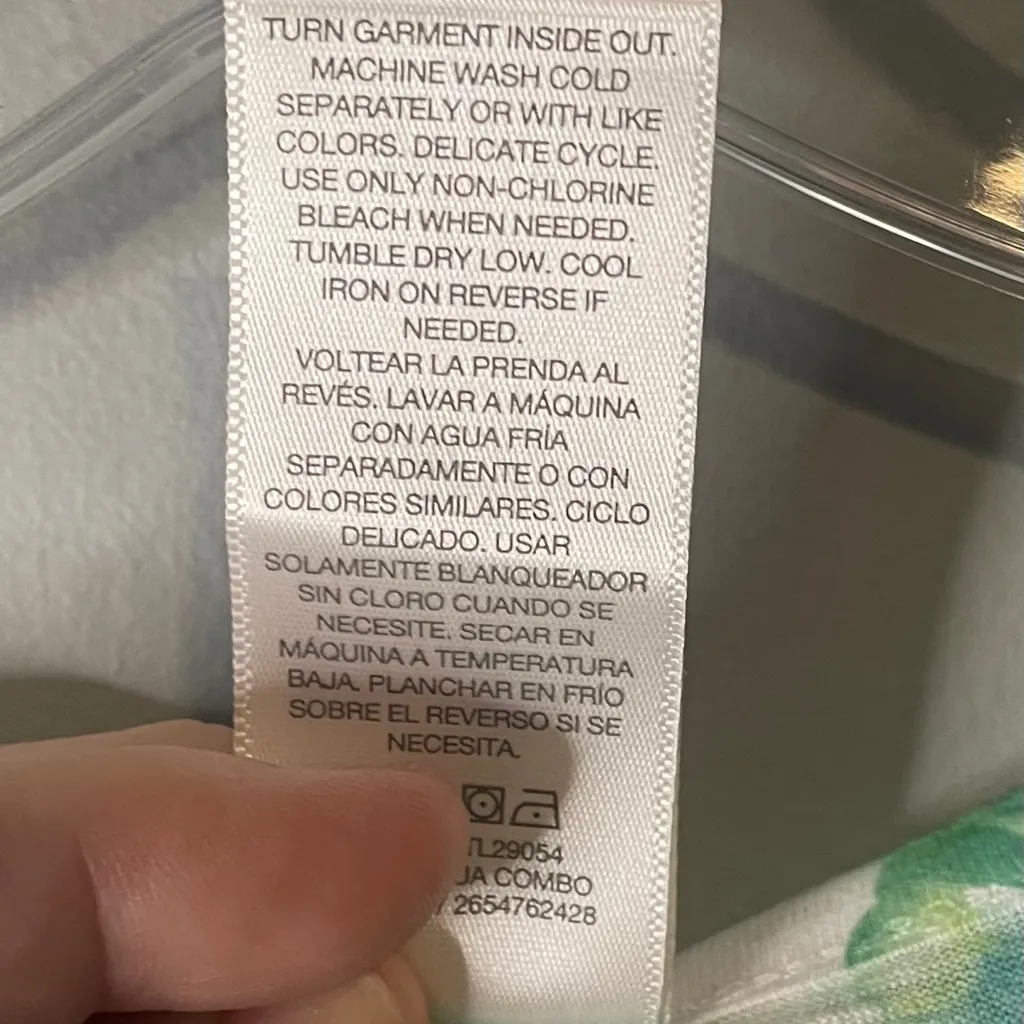 TURN GARMENT INSIDE OUT.
MACHINE WASH COLD
SEPARATELY OR WITH LIKE
COLORS. DELICATE CYCLE.
USE ONLY NON-CHLORINE
BLEACH WHEN NEEDED.
TUMBLE DRY LOW. COOL
IRON ON REVERSE IF
NEEDED.
VOLTEAR LA PRENDA AL
REVÉS. LAVAR A MÁQUINA
CON AGUA FRÍA
SEPARADAMENTE O CON
COLORES SIMILARES. CICLO
DELICADO. USAR
SOLAMENTE BLANQUEADOR
SIN CLORO CUANDO SE
NECESITE. SECAR EN
MÁQUINA A TEMPERATURA
BAJA. PLANCHAR EN FRÍO
SOBRE EL REVERSO SI SE
NECESITA.
TL29054
COMBO
2654762428